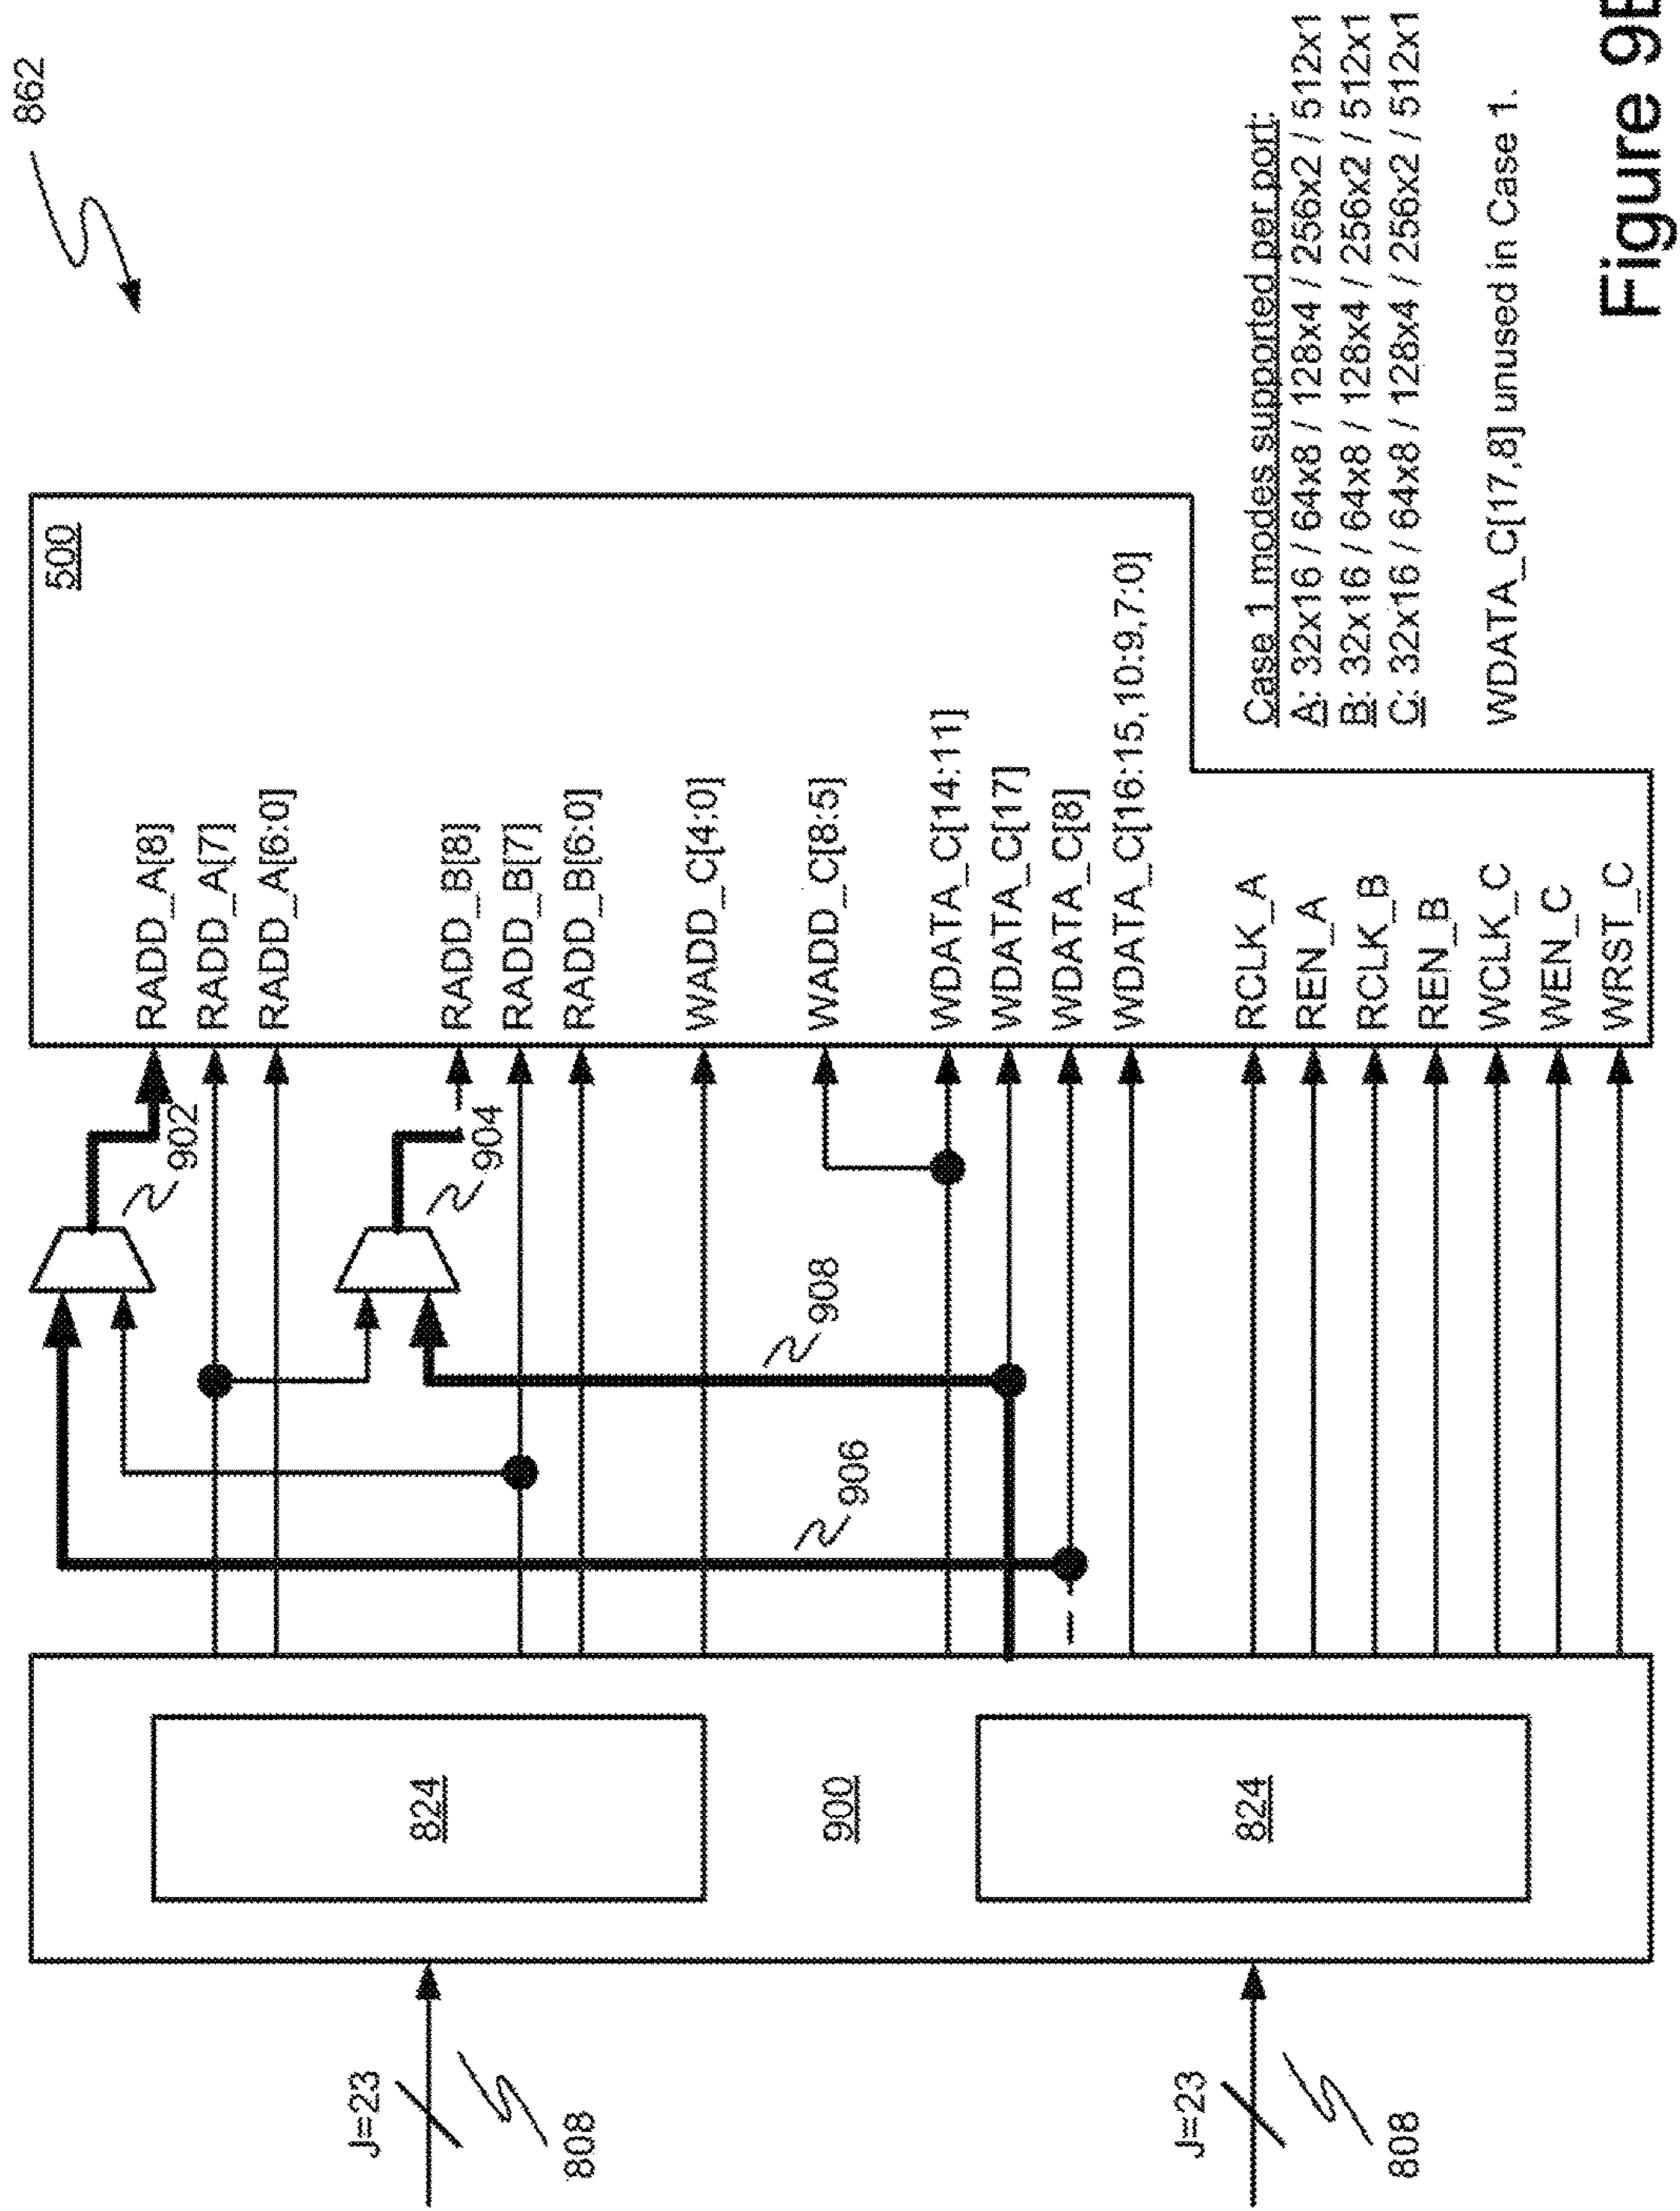 862
500
RADD_A[8]
RADD_A[7]
RADD_A[6:0]
RADD_B[8]
RADD_B[7]
RADD_B[6:0]
WADD_C[4:0]
WADD_C[8:5]
WDATA_C[14:11]
WDATA_C[17]
WDATA_C[8]
WDATA_C[16:15,10:9,7:0]
RCLK_A
REN_A
RCLK_B
REN_B
WCLK_C
WEN_C
WRST_C
902
904
908
906
824
900
824
J=23
808
J=23
808
Case 1 modes supported per port:
A: 32x16 / 64x8 / 128x4 / 256x2 / 512x1
B: 32x16 / 64x8 / 128x4 / 256x2 / 512x1
C: 32x16 / 64x8 / 128x4 / 256x2 / 512x1
WDATA_C[17,8] unused in Case 1.
Figure 9B